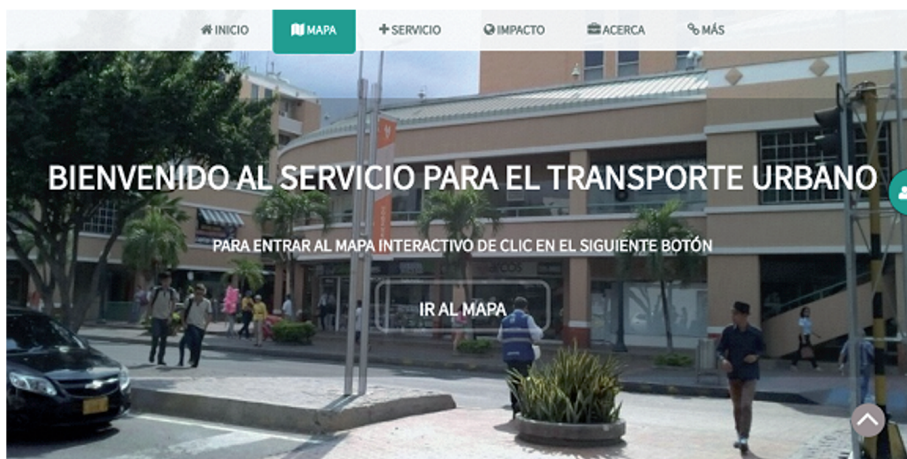 INICIO
MAPA
SERVICIO
IMPACTO
ACERCA
MÁS
BIENVENIDO AL SERVICIO PARA EL TRANSPORTE URBANO
PARA ENTRAR AL MAPA INTERACTIVO DE CLIC EN EL SIGUIENTE BOTÓN
IR AL MAPA